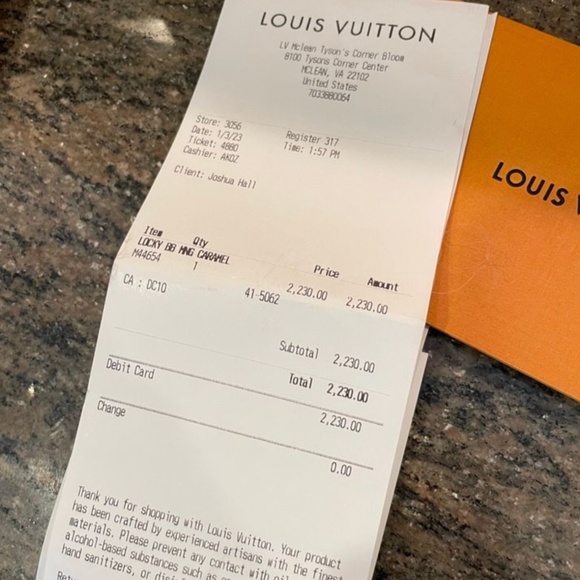 LOUIS VUITTON
LV Mclean Tyson's Corner Bloom
8100 Tysons Corner Center
MCLEAN, VA 22102
United States
7033880064
Store: 3056 Register 317
Date: 1/3/23 Time: 1:57 PM
Ticket: 4880
Cashier: AKOZ
Client: Joshua Hall
Item Qty Price Amount
LOCKY BB MNG CARAMEL
M44654 1 2,230.00 2,230.00
CA : DC10 41-5062
Subtotal 2,230.00
Total 2,230.00
Debit Card 2,230.00
Change 0.00
Thank you for shopping with Louis Vuitton. Your product
has been crafted by experienced artisans with the finest
materials. Please prevent any contact with
alcohol-based substances such as
hand sanitizers, or
LOUIS